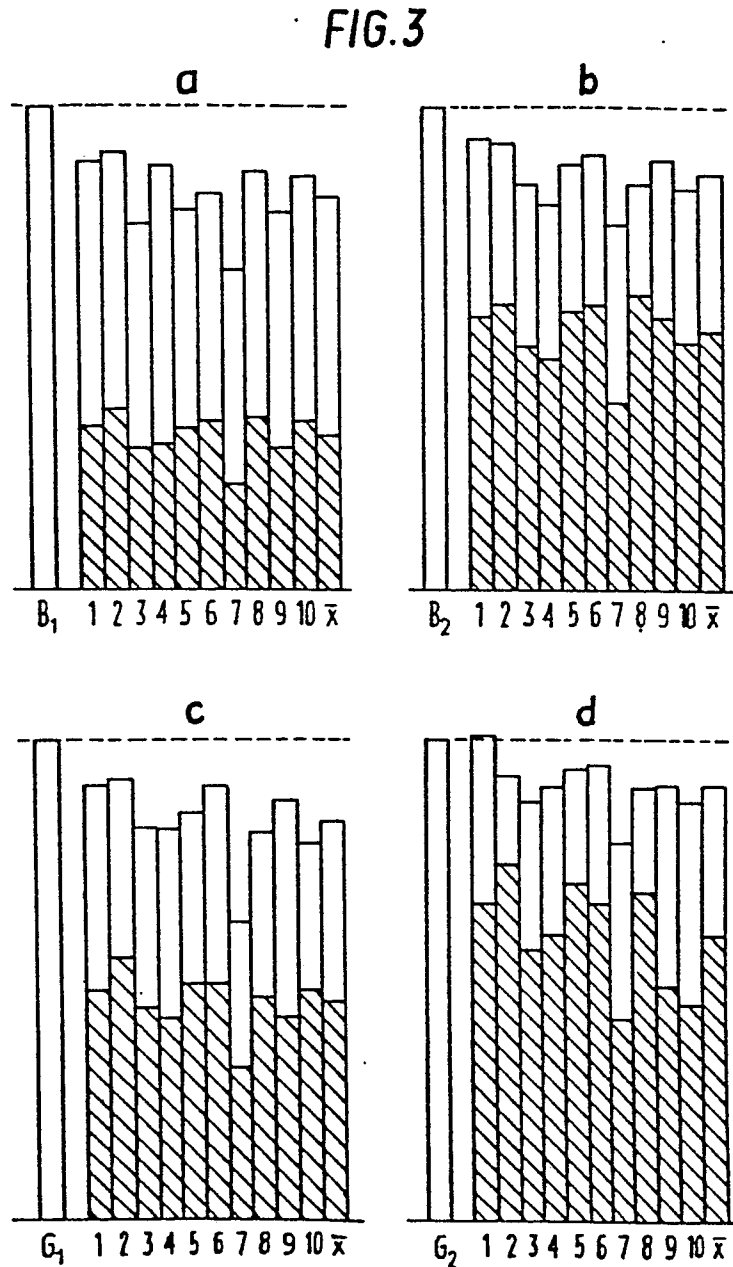 FIG.3
a
b
B₁ 1 2 3 4 5 6 7 8 9 10 x̄
B₂ 1 2 3 4 5 6 7 8 9 10 x̄
c
d
G₁ 1 2 3 4 5 6 7 8 9 10 x̄
G₂ 1 2 3 4 5 6 7 8 9 10 x̄